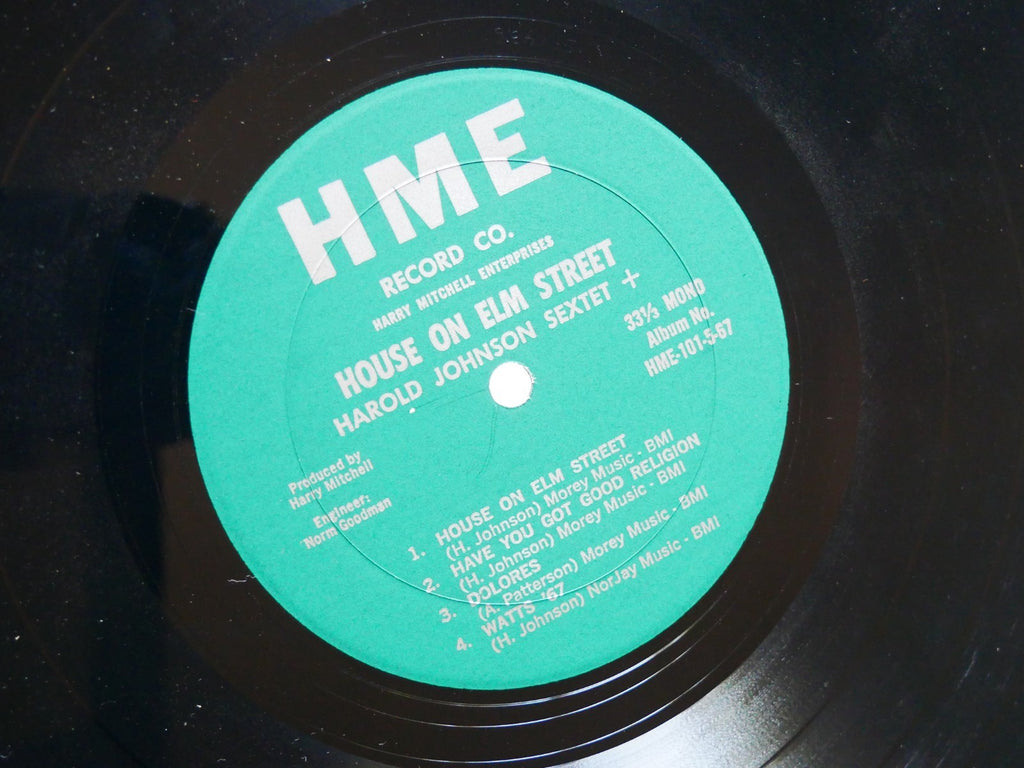 HME
RECORD CO.
HARRY MITCHELL ENTERPRISES
HOUSE ON ELM STREET
HAROLD JOHNSON SEXTET +
33⅓ MONO
Album No.
HME-101-5-67
Produced by
Harry Mitchell
Engineer:
Norm Goodman
1. HOUSE ON ELM STREET
(H. Johnson) Morey Music - BMI
2. HAVE YOU GOT GOOD RELIGION
(H. Johnson) Morey Music - BMI
3. DOLORES
(A. Patterson) Morey Music - BMI
4. WATTS '67
(H. Johnson) NorJay Music - BMI